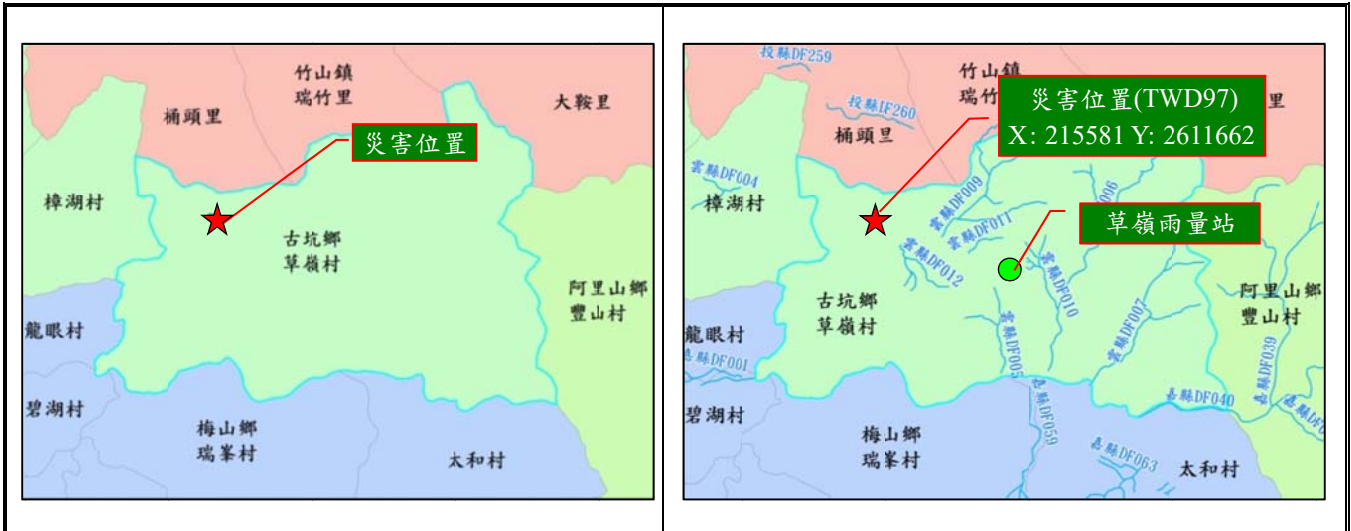 竹山鎮
瑞竹里
大鞍里
桶頭里
災害位置
樟湖村
古坑鄉
草嶺村
阿里山鄉
豐山村
龍眼村
碧湖村
梅山鄉
瑞峯村
太和村
投縣DF259
竹山鎮
瑞竹
里
災害位置(TWD97)
X: 215581 Y: 2611662
投縣IF260
桶頭里
雲縣DF004
樟湖村
雲縣DF009
006
雲縣DF011
草嶺雨量站
雲縣DF012
雲縣DF010
古坑鄉
草嶺村
阿里山鄉
豐山村
雲縣DF005
雲縣DF007
龍眼村
嘉縣DF001
嘉縣DF039
嘉縣DF040
碧湖村
嘉縣DF059
梅山鄉
瑞峯村
嘉縣DF063
太和村